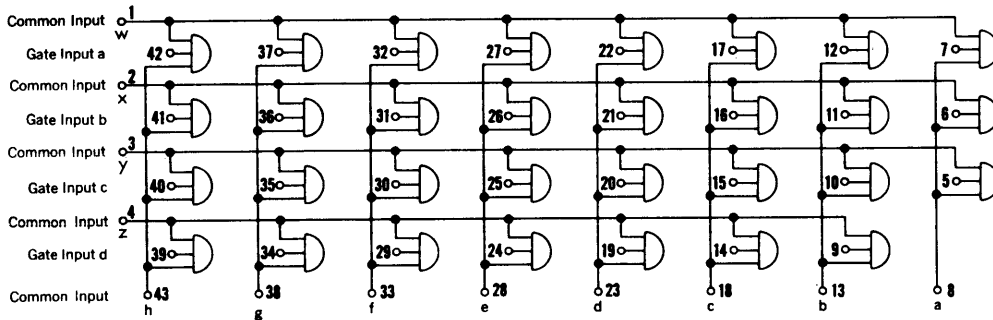 Common Input 1
w
Gate Input a 42 37 32 27 22 17 12 7
Common Input 2
x
Gate Input b 41 36 31 26 21 16 11 6
Common Input 3
y
Gate Input c 40 35 30 25 20 15 10 5
Common Input 4
z
Gate Input d 39 34 29 24 19 14 9
Common Input 43 38 33 28 23 18 13 8
h g f e d c b a